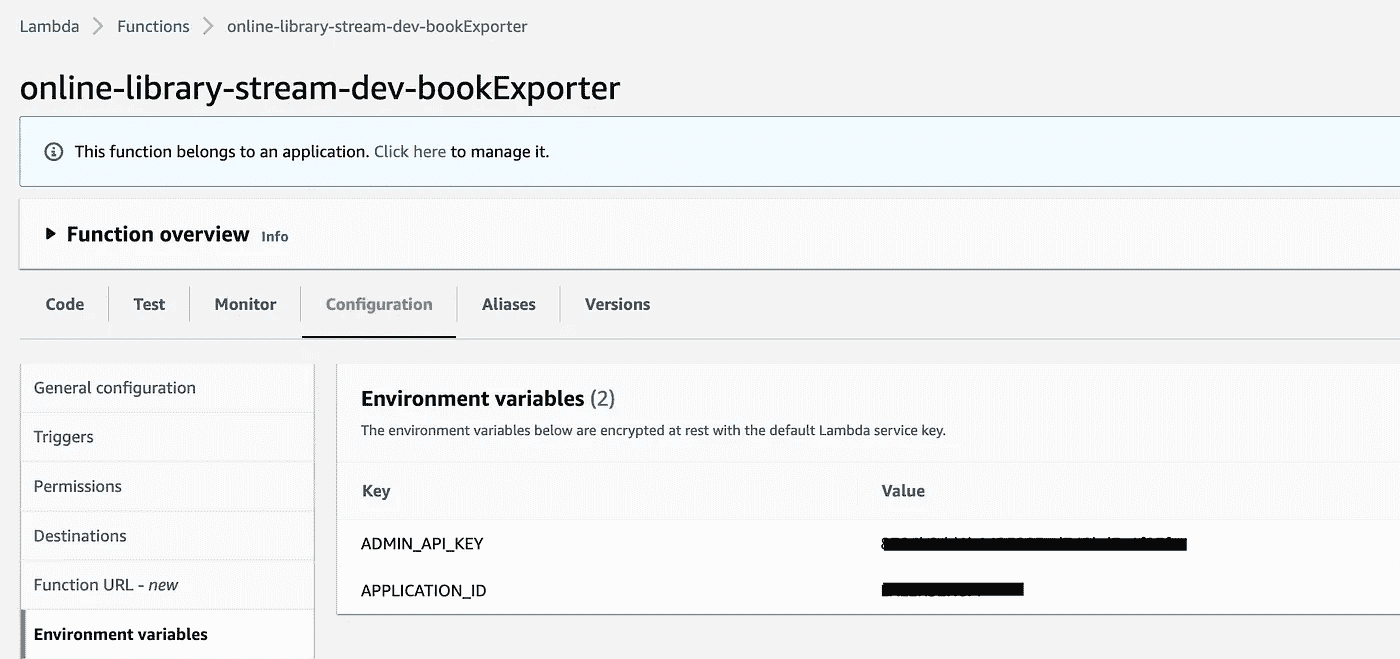 Lambda Functions online-library-stream-dev-bookExporter
online-library-stream-dev-bookExporter
This function belongs to an application. Click here to manage it.
Function overview Info
Code Test Monitor Configuration Aliases Versions
General configuration
Triggers
Permissions
Destinations
Function URL - new
Environment variables
Environment variables (2)
The environment variables below are encrypted at rest with the default Lambda service key.
Key Value
ADMIN_API_KEY
APPLICATION_ID